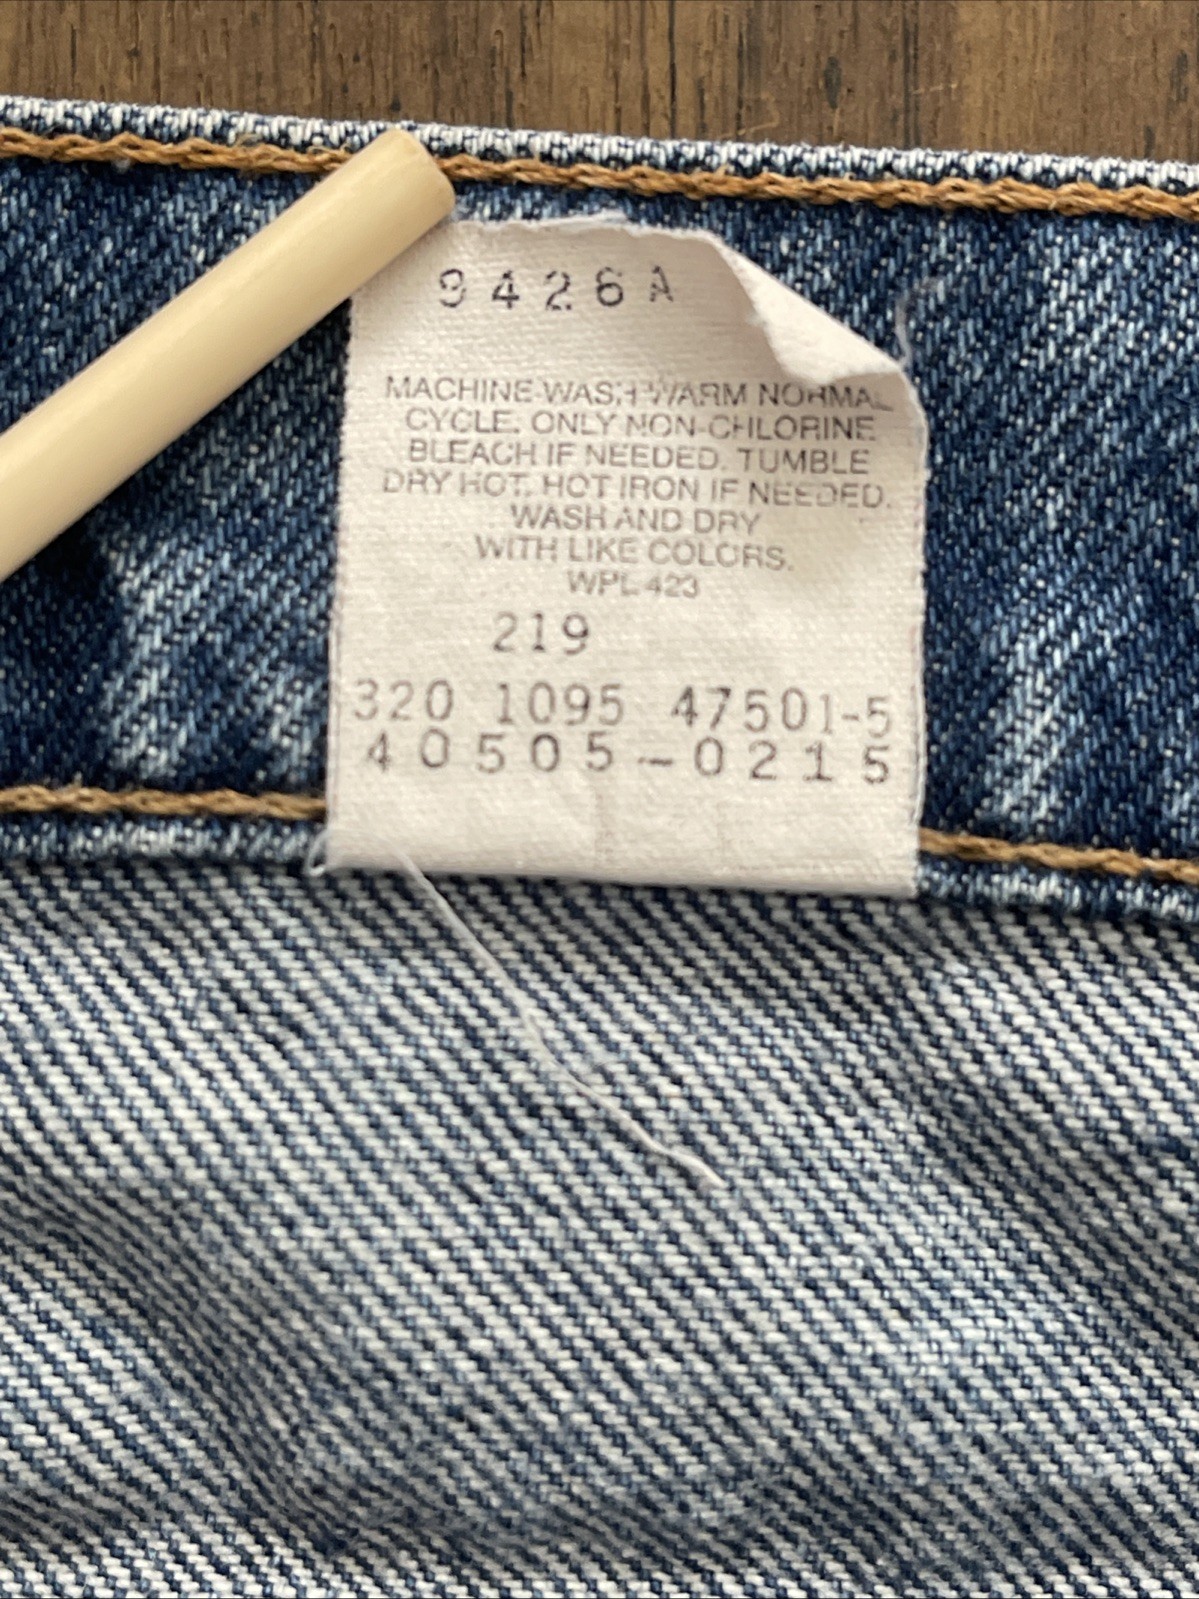 9426A
MACHINE WASH WARM NORMAL
CYCLE. ONLY NON-CHLORINE
BLEACH IF NEEDED. TUMBLE
DRY HOT. HOT IRON IF NEEDED.
WASH AND DRY
WITH LIKE COLORS.
WPL 423
219
320 1095 47501-5
40505-0215